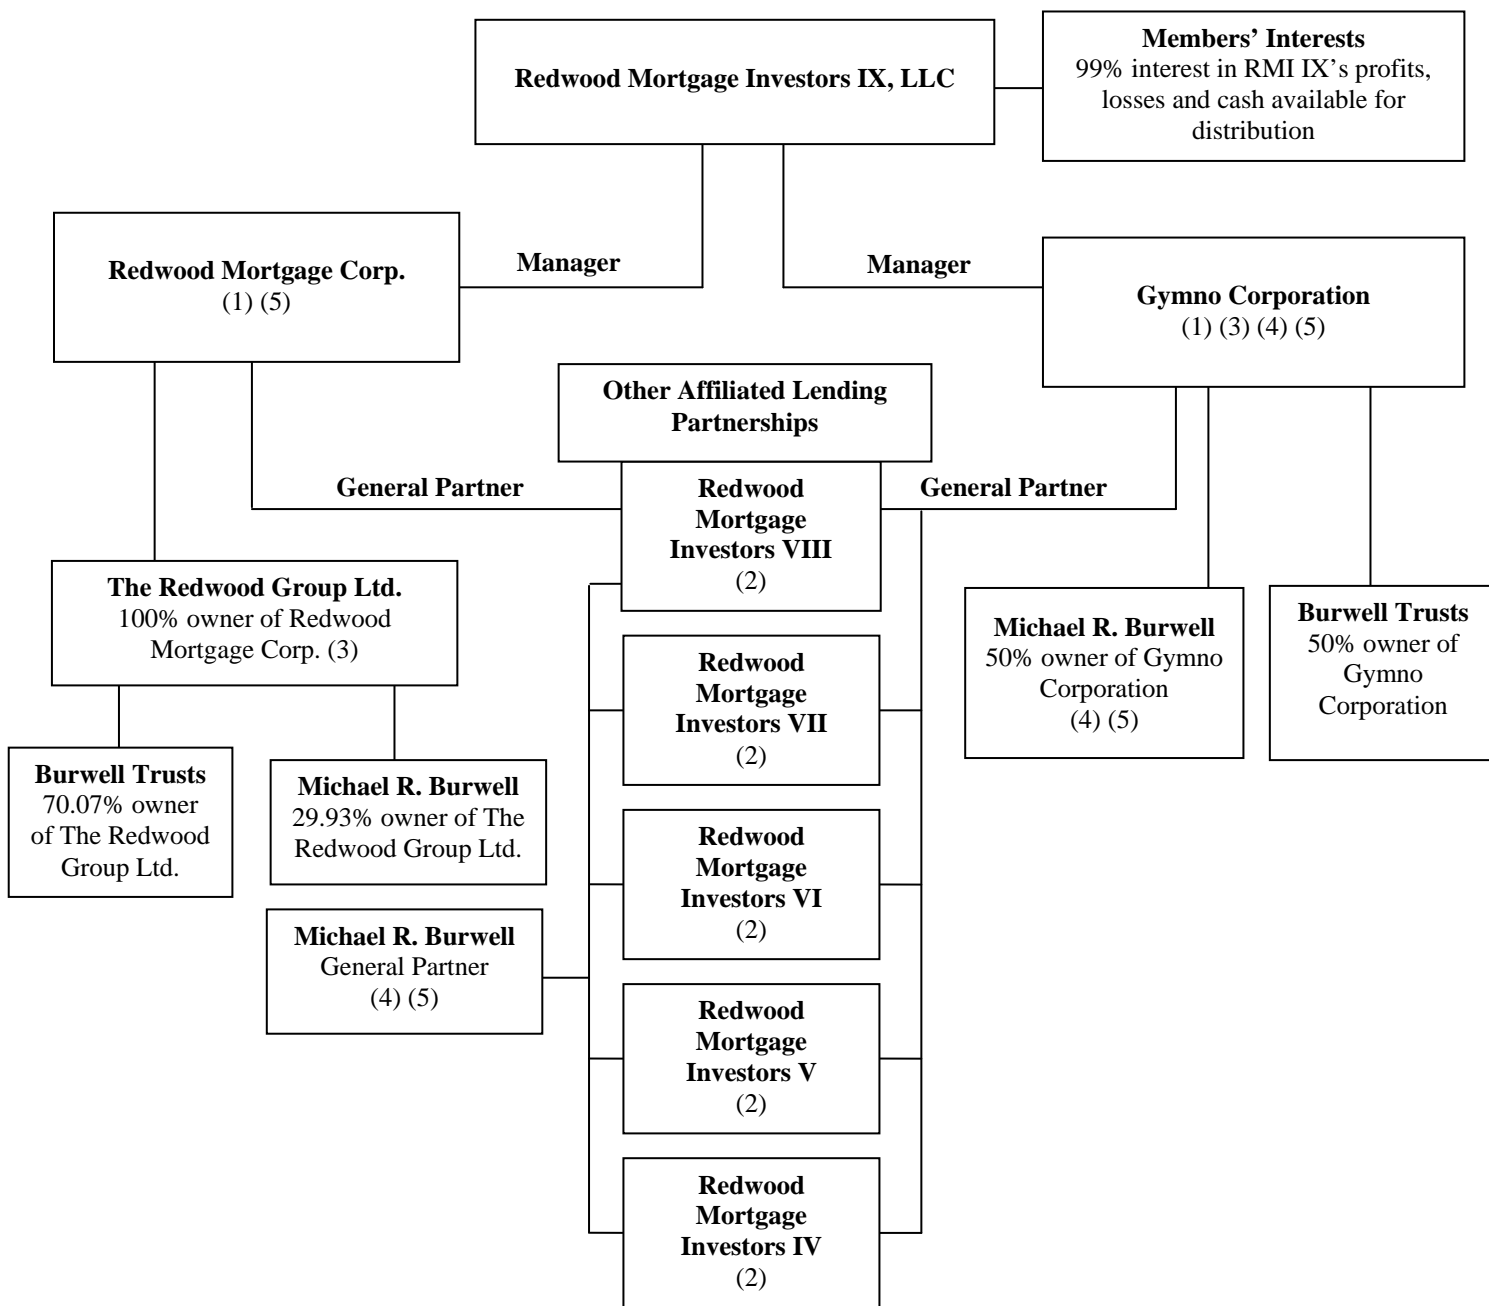 Redwood Mortgage Investors IX, LLC
Members’ Interests
99% interest in RMI IX’s profits,
losses and cash available for
distribution
Redwood Mortgage Corp.
(1) (5)
Manager
Manager
Gymno Corporation
(1) (3) (4) (5)
Other Affiliated Lending
Partnerships
General Partner
General Partner
Redwood
Mortgage
Investors VIII
(2)
The Redwood Group Ltd.
100% owner of Redwood
Mortgage Corp. (3)
Michael R. Burwell
50% owner of Gymno
Corporation
(4) (5)
Burwell Trusts
50% owner of
Gymno
Corporation
Redwood
Mortgage
Investors VII
(2)
Burwell Trusts
70.07% owner
of The Redwood
Group Ltd.
Michael R. Burwell
29.93% owner of The
Redwood Group Ltd.
Redwood
Mortgage
Investors VI
(2)
Michael R. Burwell
General Partner
(4) (5)
Redwood
Mortgage
Investors V
(2)
Redwood
Mortgage
Investors IV
(2)